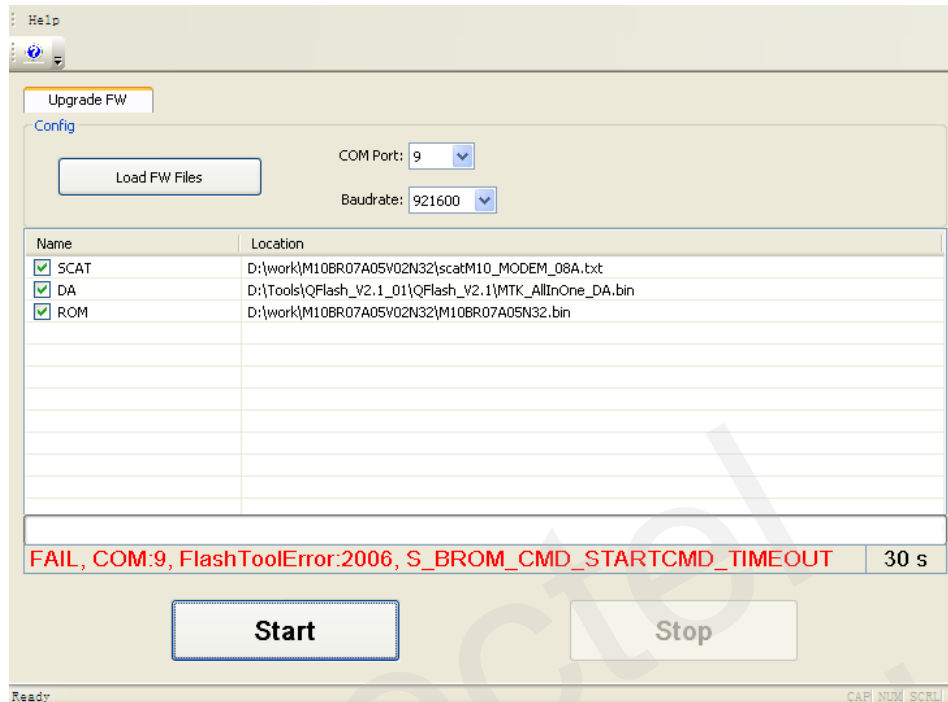 Help
Upgrade FW
Config
Load FW Files
COM Port: 9
Baudrate: 921600
Name Location
SCAT D:\work\M10BR07A05V02N32\scatM10_MODEM_08A.txt
DA D:\Tools\QFlash_V2.1_01\QFlash_V2.1\MTK_AllInOne_DA.bin
ROM D:\work\M10BR07A05V02N32\M10BR07A05N32.bin
FAIL, COM:9, FlashToolError:2006, S_BROM_CMD_STARTCMD_TIMEOUT 30 s
Start Stop
Ready CAP NUM SCRL